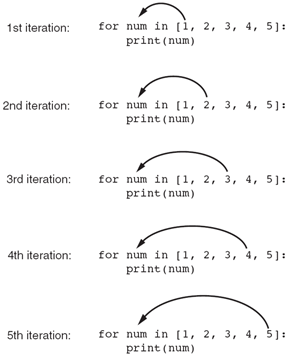 1st iteration: for num in [1, 2, 3, 4, 5]:
print(num)
2nd iteration: for num in [1, 2, 3, 4, 5]:
print(num)
3rd iteration: for num in [1, 2, 3, 4, 5]:
print(num)
4th iteration: for num in [1, 2, 3, 4, 5]:
print(num)
5th iteration: for num in [1, 2, 3, 4, 5]:
print(num)